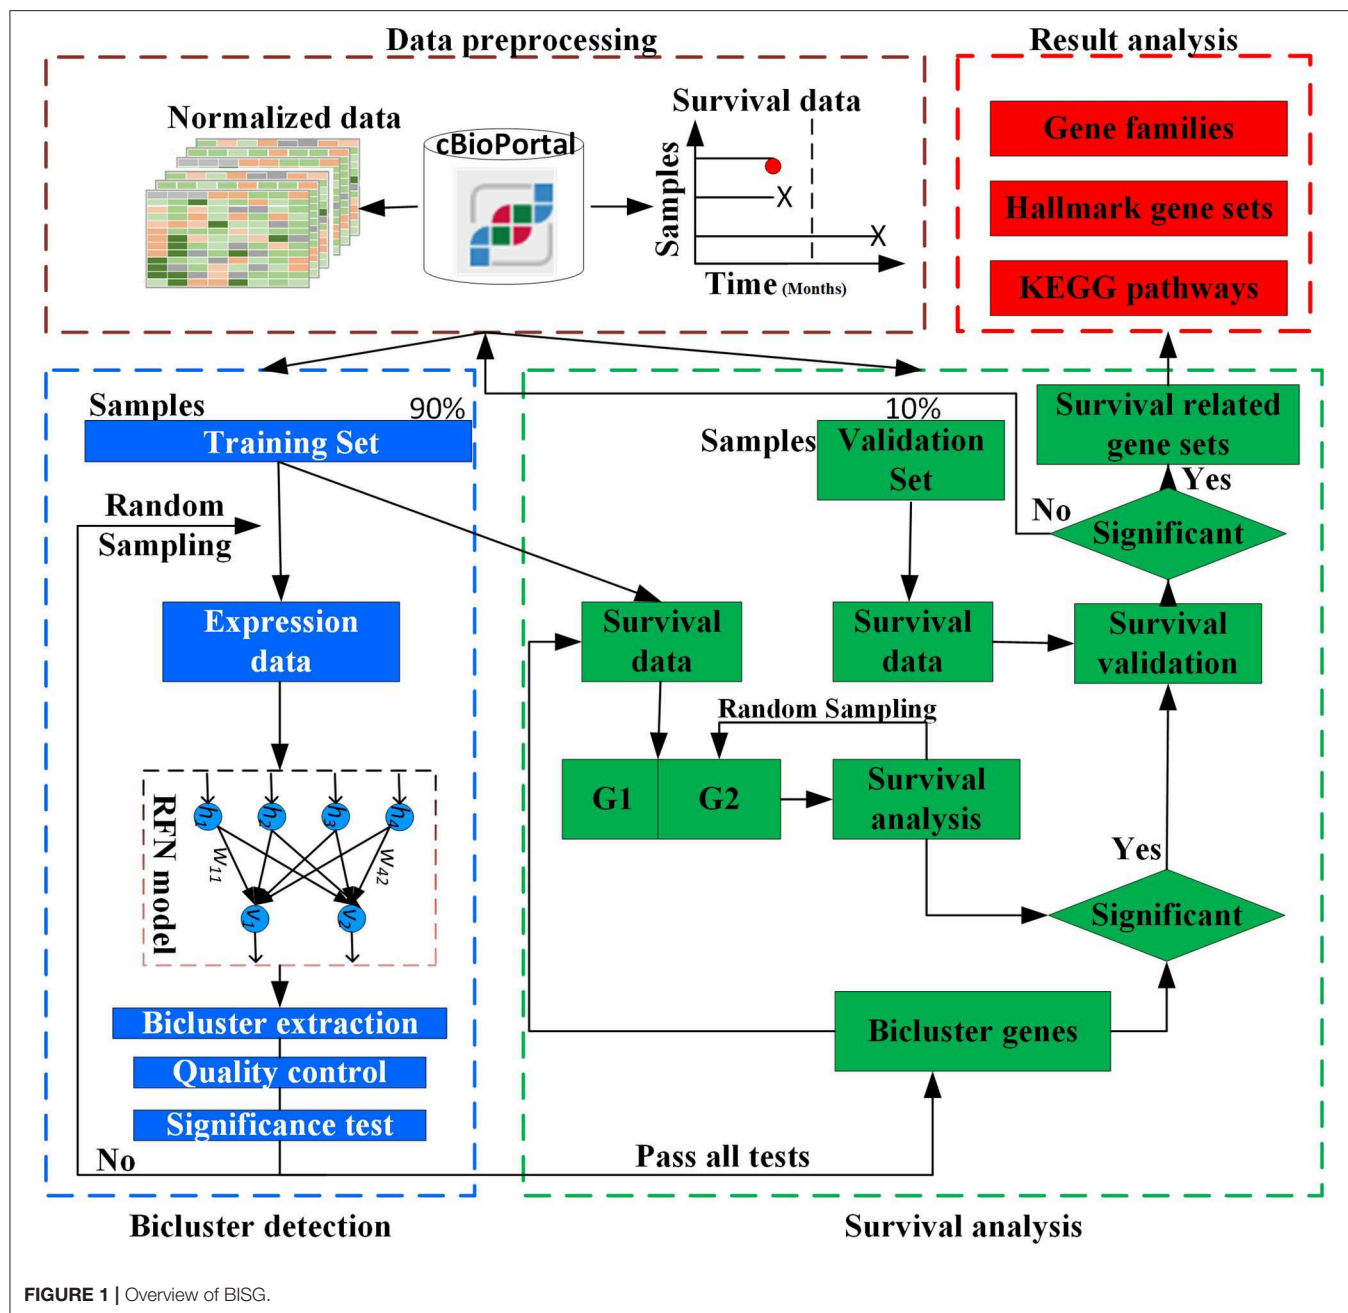 Data preprocessing
Result analysis
Normalized data
cBioPortal
Survival data
Samples
X
X
Time (Months)
Gene families
Hallmark gene sets
KEGG pathways
Samples
90%
Training Set
Random
Sampling
Expression
data
RFN model
h1
h2
h3
h4
W11
W42
v1
v2
Bicluster extraction
Quality control
Significance test
No
Bicluster detection
10%
Samples
Validation
Set
Survival related
gene sets
Yes
No
Significant
Survival
data
Survival
data
Survival
validation
Random Sampling
G1
G2
Survival
analysis
Yes
Significant
Bicluster genes
Pass all tests
Survival analysis
FIGURE 1 | Overview of BISG.